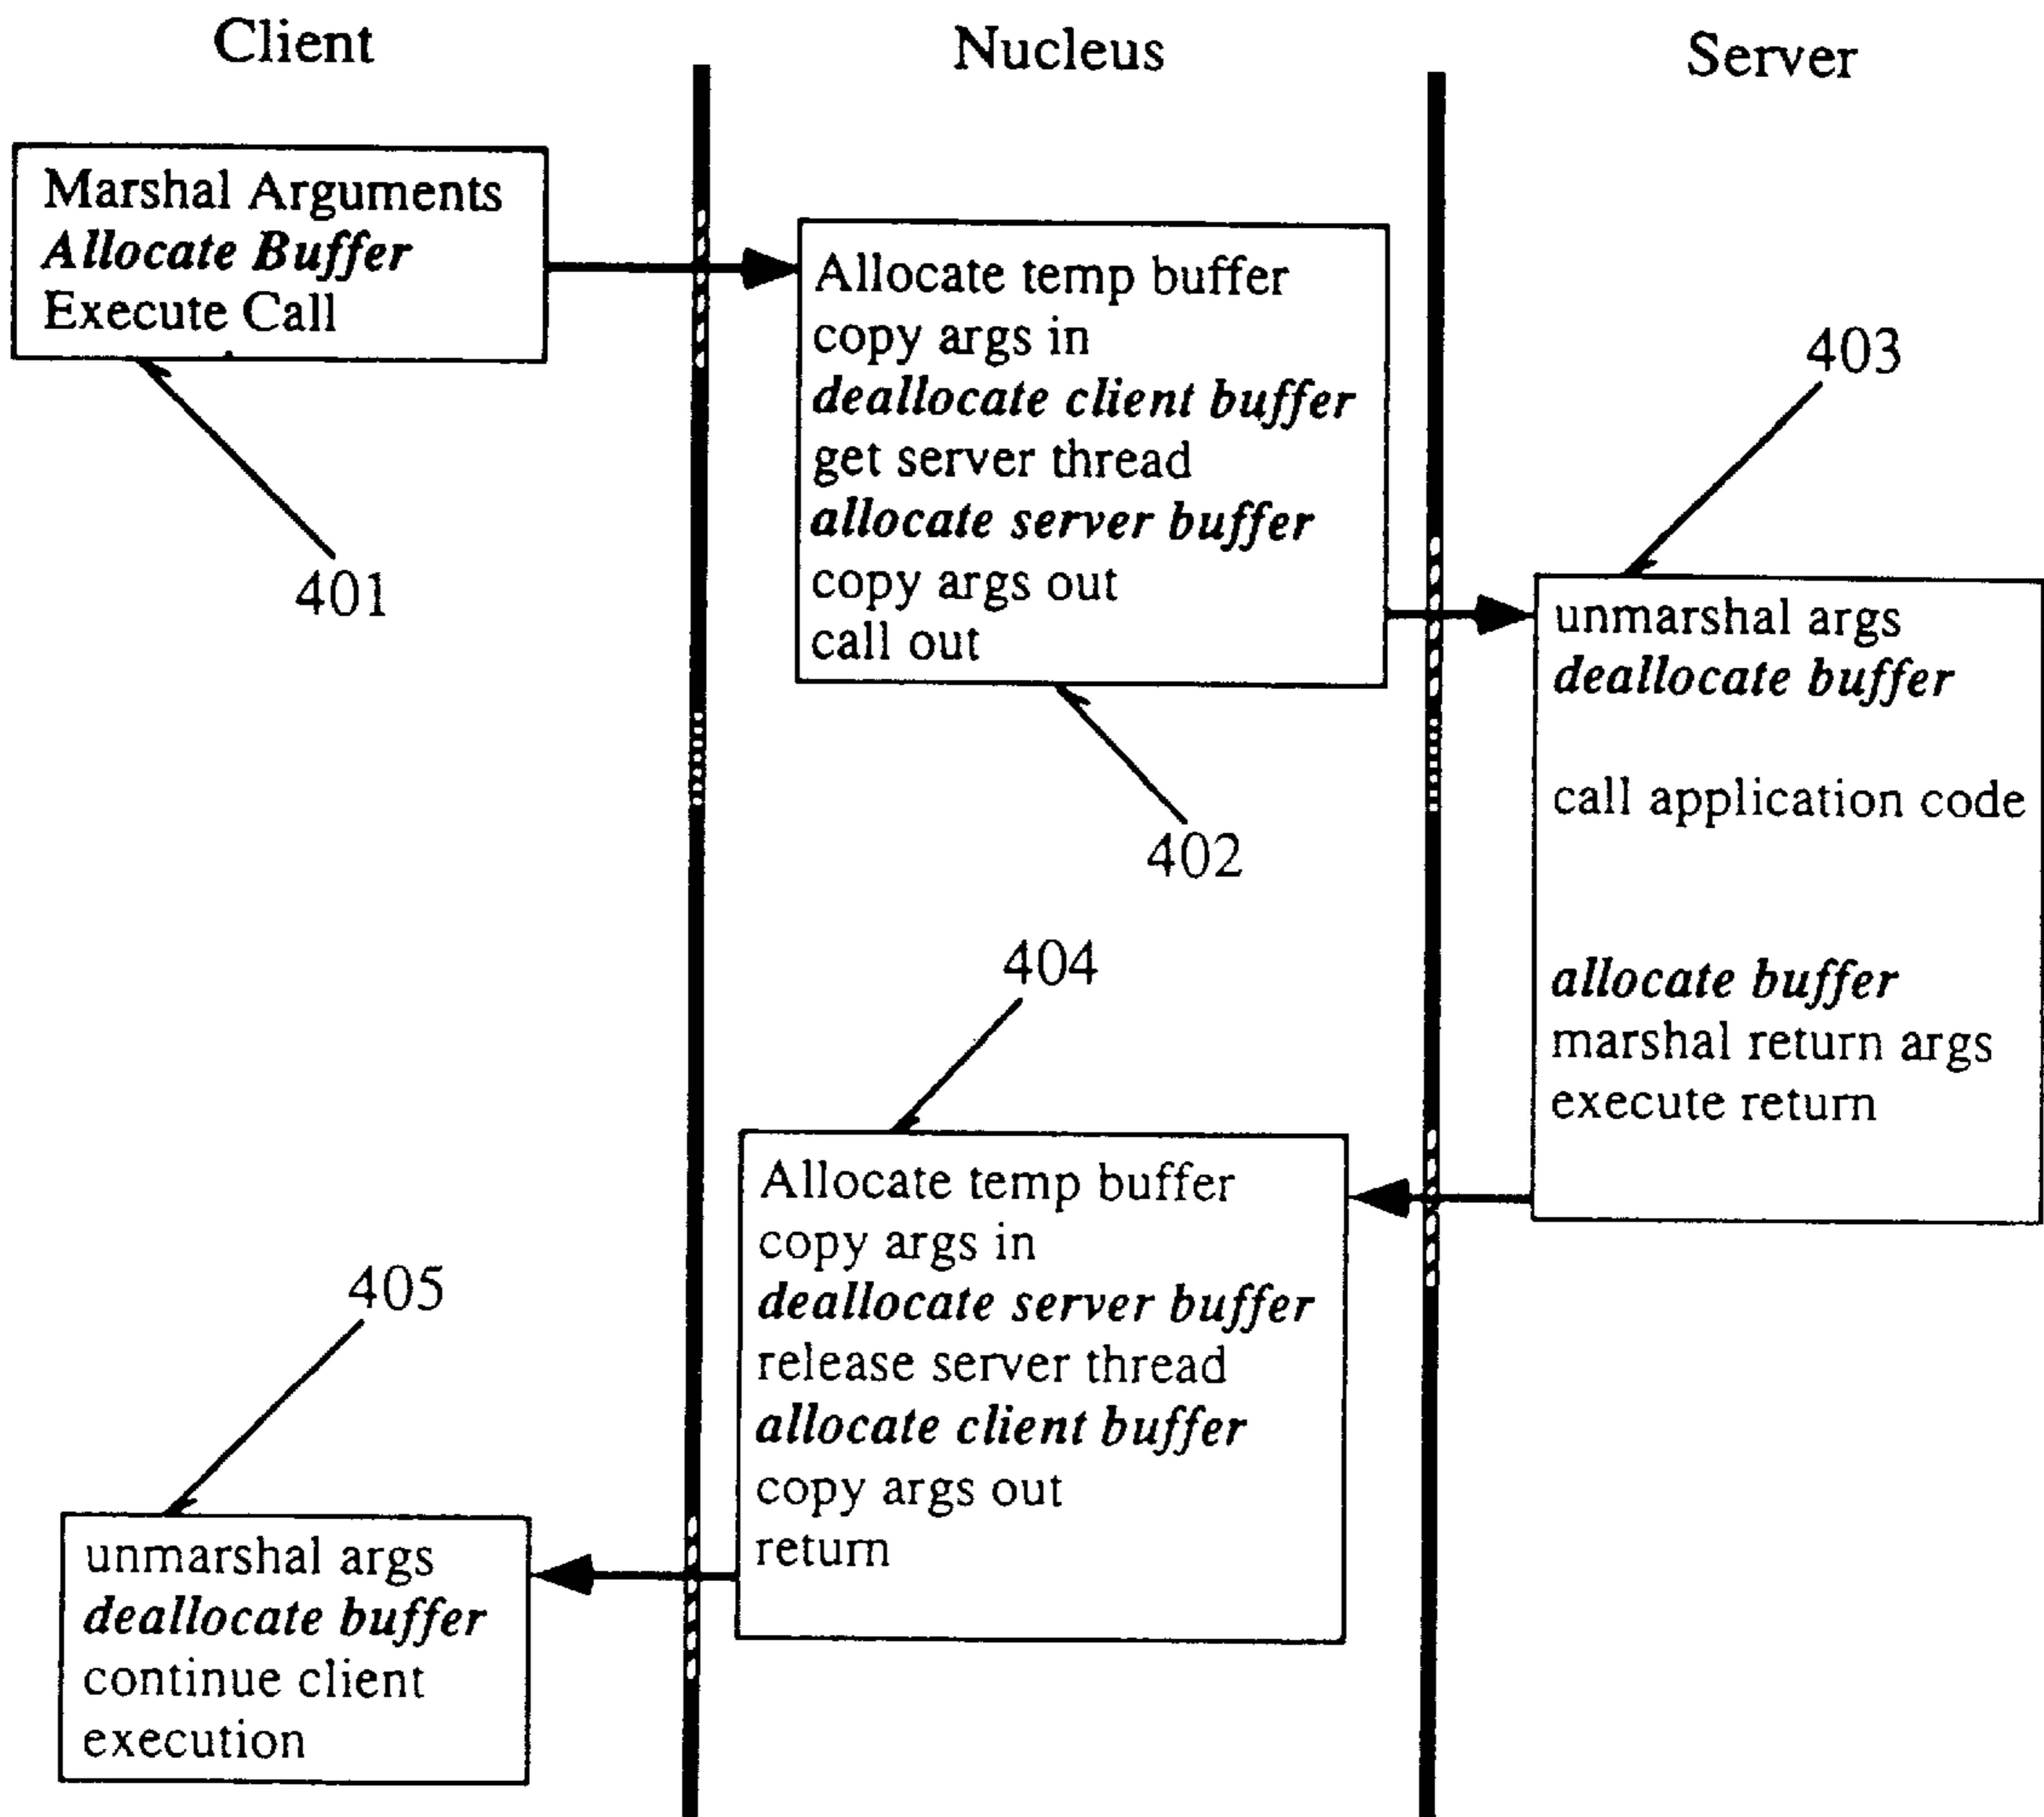 Client
Nucleus
Server
Marshal Arguments
Allocate Buffer
Execute Call
401
Allocate temp buffer
copy args in
deallocate client buffer
get server thread
allocate server buffer
copy args out
call out
402
403
unmarshal args
deallocate buffer
call application code
allocate buffer
marshal return args
execute return
404
Allocate temp buffer
copy args in
deallocate server buffer
release server thread
allocate client buffer
copy args out
return
405
unmarshal args
deallocate buffer
continue client
execution